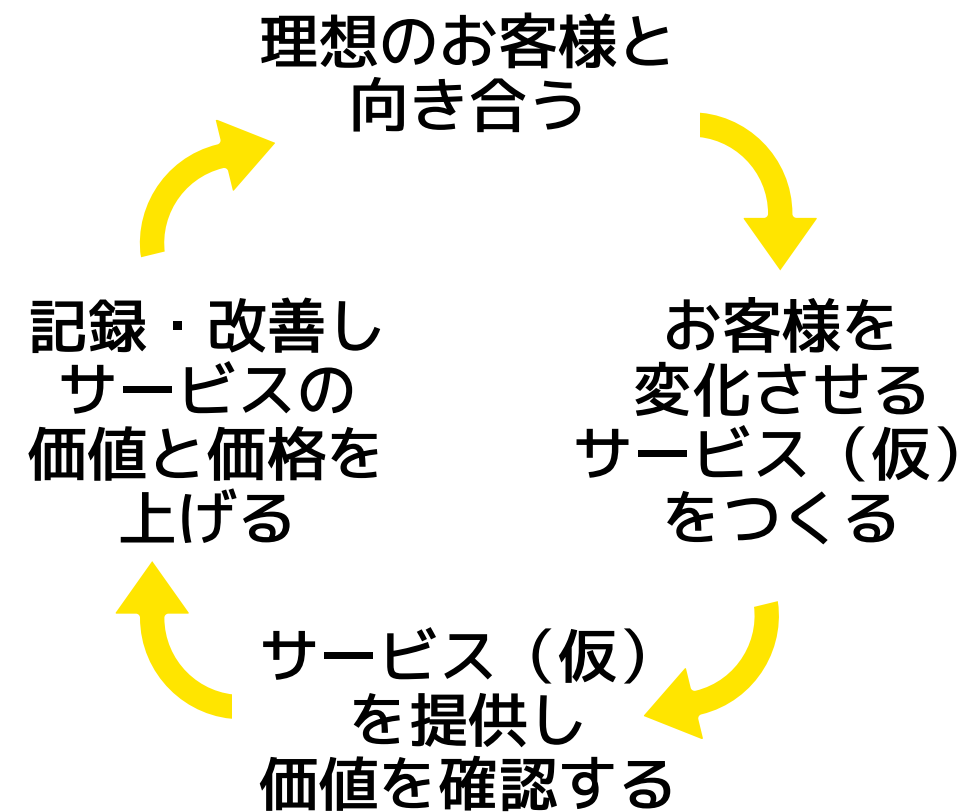 理想のお客様と
向き合う
お客様を
変化させる
サービス（仮）
をつくる
サービス（仮）
を提供し
価値を確認する
記録・改善し
サービスの
価値と価格を
上げる